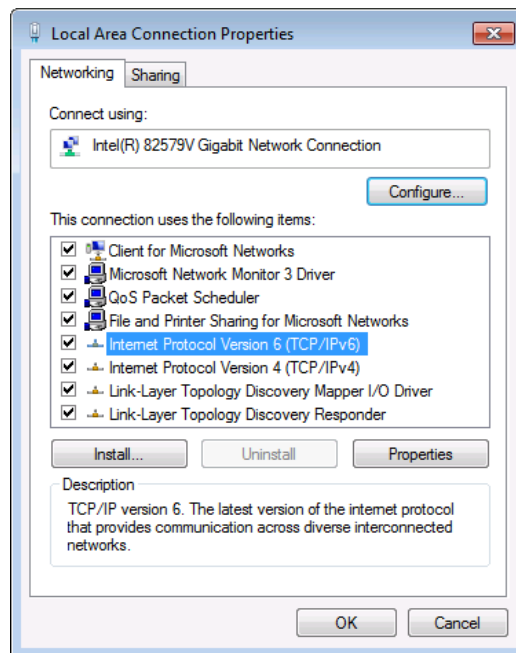 Local Area Connection Properties
Networking
Sharing
Connect using:
Intel(R) 82579V Gigabit Network Connection
Configure...
This connection uses the following items:
Client for Microsoft Networks
Microsoft Network Monitor 3 Driver
QoS Packet Scheduler
File and Printer Sharing for Microsoft Networks
Internet Protocol Version 6 (TCP/IPv6)
Internet Protocol Version 4 (TCP/IPv4)
Link-Layer Topology Discovery Mapper I/O Driver
Link-Layer Topology Discovery Responder
Install...
Uninstall
Properties
Description
TCP/IP version 6. The latest version of the internet protocol
that provides communication across diverse interconnected
networks.
OK
Cancel